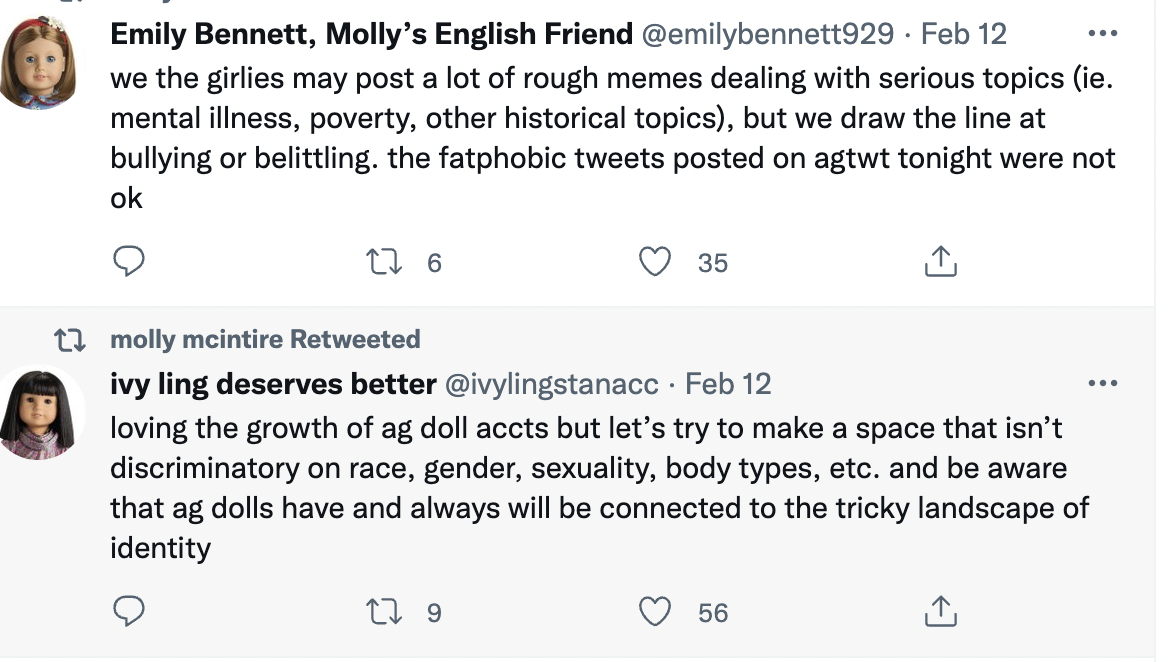 Emily Bennett, Molly’s English Friend @emilybennett929 · Feb 12 ...
we the girlies may post a lot of rough memes dealing with serious topics (ie.
mental illness, poverty, other historical topics), but we draw the line at
bullying or belittling. the fatphobic tweets posted on agtwt tonight were not
ok
6 35
molly mcintire Retweeted
ivy ling deserves better @ivylingstanacc · Feb 12 ...
loving the growth of ag doll accts but let’s try to make a space that isn’t
discriminatory on race, gender, sexuality, body types, etc. and be aware
that ag dolls have and always will be connected to the tricky landscape of
identity
9 56